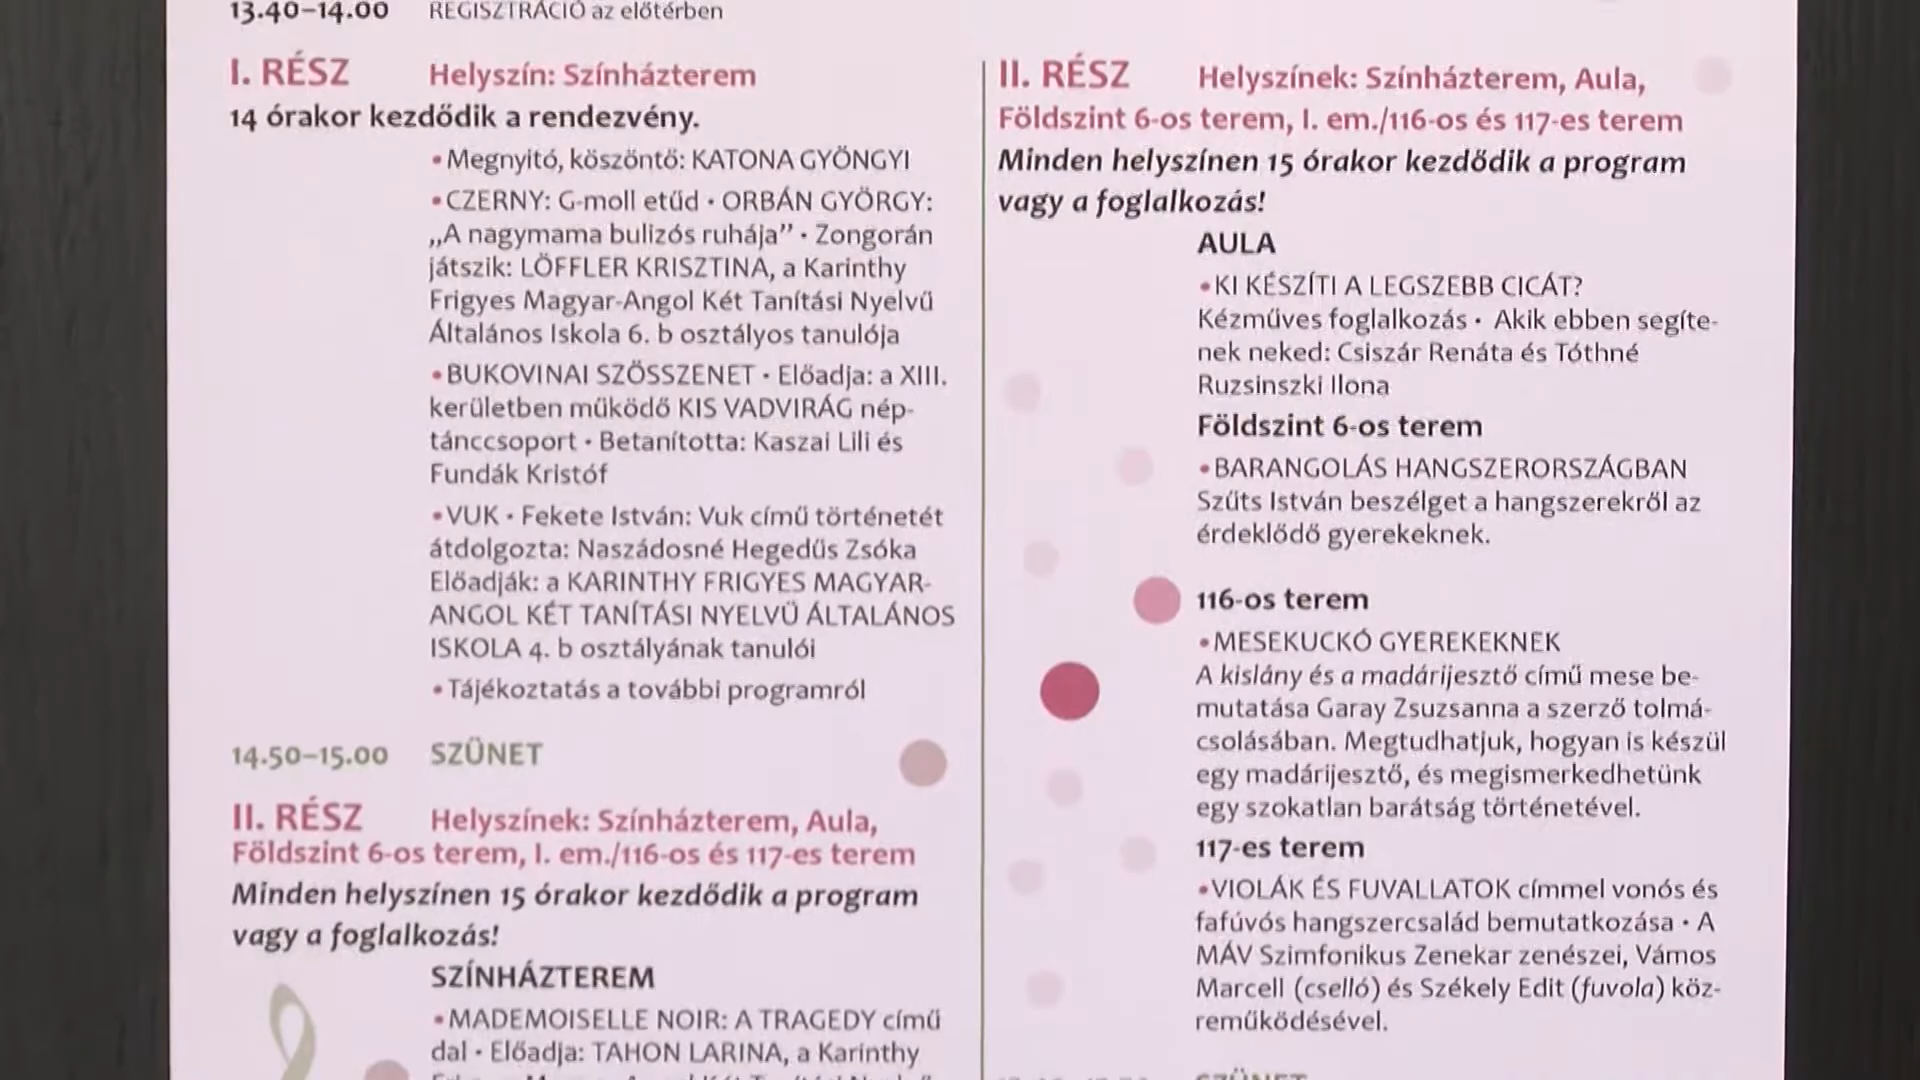 13.40–14.00 REGISZTRÁCIÓ az előtérben
I. RÉSZ Helyszín: Színházterem
14 órakor kezdődik a rendezvény.
•Megnyitó, köszöntő: KATONA GYÖNGYI
•CZERNY: G-moll etűd • ORBÁN GYÖRGY:
„A nagymama bulizós ruhája” • Zongorán
játszik: LÖFFLER KRISZTINA, a Karinthy
Frigyes Magyar-Angol Két Tanítási Nyelvű
Általános Iskola 6. b osztályos tanulója
•BUKOVINAI SZÖSSZENET • Előadja: a XIII.
kerületben működő KIS VADVIRÁG nép-
tánccsoport • Betanította: Kaszai Lili és
Fundák Kristóf
•VUK • Fekete István: Vuk című történetét
átdolgozta: Naszádosné Hegedűs Zsóka
Előadják: a KARINTHY FRIGYES MAGYAR-
ANGOL KÉT TANÍTÁSI NYELVŰ ÁLTALÁNOS
ISKOLA 4. b osztályának tanulói
•Tájékoztatás a további programról
14.50–15.00 SZÜNET
II. RÉSZ Helyszínek: Színházterem, Aula,
Földszint 6-os terem, I. em./116-os és 117-es terem
Minden helyszínen 15 órakor kezdődik a program
vagy a foglalkozás!
SZÍNHÁZTEREM
•MADEMOISELLE NOIR: A TRAGEDY című
dal • Előadja: TAHON LARINA, a Karinthy
II. RÉSZ Helyszínek: Színházterem, Aula,
Földszint 6-os terem, I. em./116-os és 117-es terem
Minden helyszínen 15 órakor kezdődik a program
vagy a foglalkozás!
AULA
•KI KÉSZÍTI A LEGSZEBB CICÁT?
Kézműves foglalkozás • Akik ebben segíte-
nek neked: Csiszár Renáta és Tóthné
Ruzsinszki Ilona
Földszint 6-os terem
•BARANGOLÁS HANGSZERORSZÁGBAN
Szűts István beszélget a hangszerekről az
érdeklődő gyerekeknek.
116-os terem
•MESEKUCKÓ GYEREKEKNEK
A kislány és a madárijesztő című mese be-
mutatása Garay Zsuzsanna a szerző tolmá-
csolásában. Megtudhatjuk, hogyan is készül
egy madárijesztő, és megismerkedhetünk
egy szokatlan barátság történetével.
117-es terem
•VIOLÁK ÉS FUVALLATOK címmel vonós és
fafúvós hangszercsalád bemutatkozása • A
MÁV Szimfonikus Zenekar zenészei, Vámos
Marcell (cselló) és Székely Edit (fuvola) köz-
reműködésével.